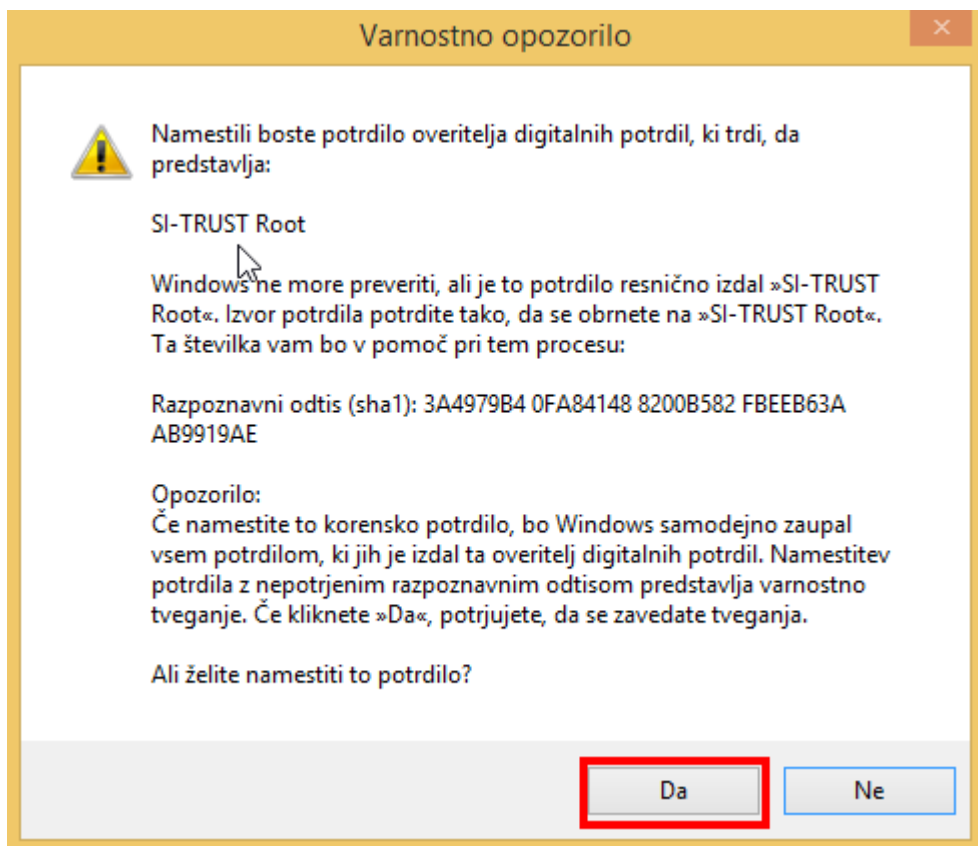 Varnostno opozorilo
Namestili boste potrdilo overitelja digitalnih potrdil, ki trdi, da
predstavlja:
SI-TRUST Root
Windows ne more preveriti, ali je to potrdilo resnično izdal »SI-TRUST
Root«. Izvor potrdila potrdite tako, da se obrnete na »SI-TRUST Root«.
Ta številka vam bo v pomoč pri tem procesu:
Razpoznavni odtis (sha1): 3A4979B4 0FA84148 8200B582 FBEEB63A
AB9919AE
Opozorilo:
Če namestite to korensko potrdilo, bo Windows samodejno zaupal
vsem potrdilom, ki jih je izdal ta overitelj digitalnih potrdil. Namestitev
potrdila z nepotrjenim razpoznavnim odtisom predstavlja varnostno
tveganje. Če kliknete »Da«, potrjujete, da se zavedate tveganja.
Ali želite namestiti to potrdilo?
Da
Ne